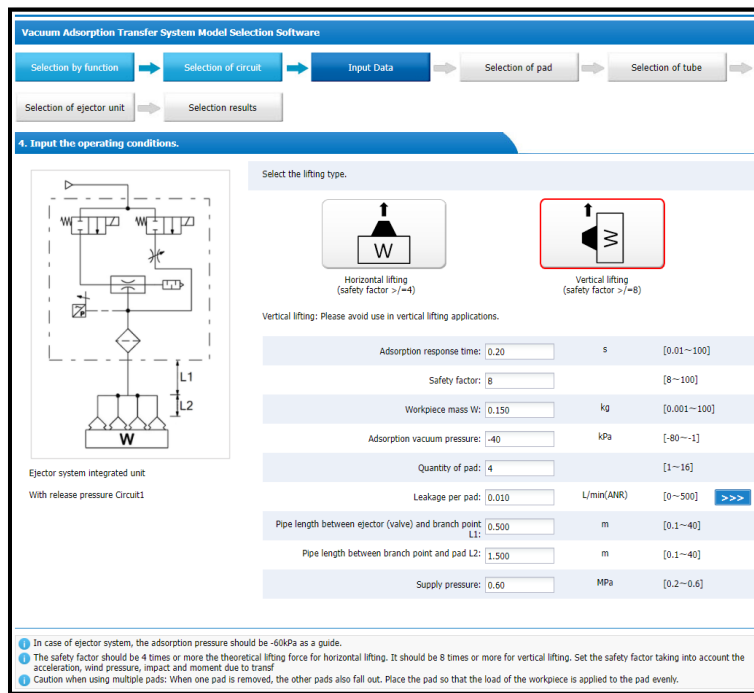 Vacuum Adsorption Transfer System Model Selection Software
Selection by function
Selection of circuit
Input Data
Selection of pad
Selection of tube
Selection of ejector unit
Selection results
4. Input the operating conditions.
Select the lifting type.
W
Horizontal lifting
(safety factor >/=4)
W
Vertical lifting
(safety factor >/=8)
Vertical lifting: Please avoid use in vertical lifting applications.
P
L1
L2
W
Ejector system integrated unit
With release pressure Circuit1
Adsorption response time: 0.20 s [0.01~100]
Safety factor: 8 [8~100]
Workpiece mass W: 0.150 kg [0.001~100]
Adsorption vacuum pressure: -40 kPa [-80~-1]
Quantity of pad: 4 [1~16]
Leakage per pad: 0.010 L/min(ANR) [0~500] >>>
Pipe length between ejector (valve) and branch point
L1: 0.500 m [0.1~40]
Pipe length between branch point and pad L2: 1.500 m [0.1~40]
Supply pressure: 0.60 MPa [0.2~0.6]
In case of ejector system, the adsorption pressure should be -60kPa as a guide.
The safety factor should be 4 times or more the theoretical lifting force for horizontal lifting. It should be 8 times or more for vertical lifting. Set the safety factor taking into account the
acceleration, wind pressure, impact and moment due to transf
Caution when using multiple pads: When one pad is removed, the other pads also fall out. Place the pad so that the load of the workpiece is applied to the pad evenly.